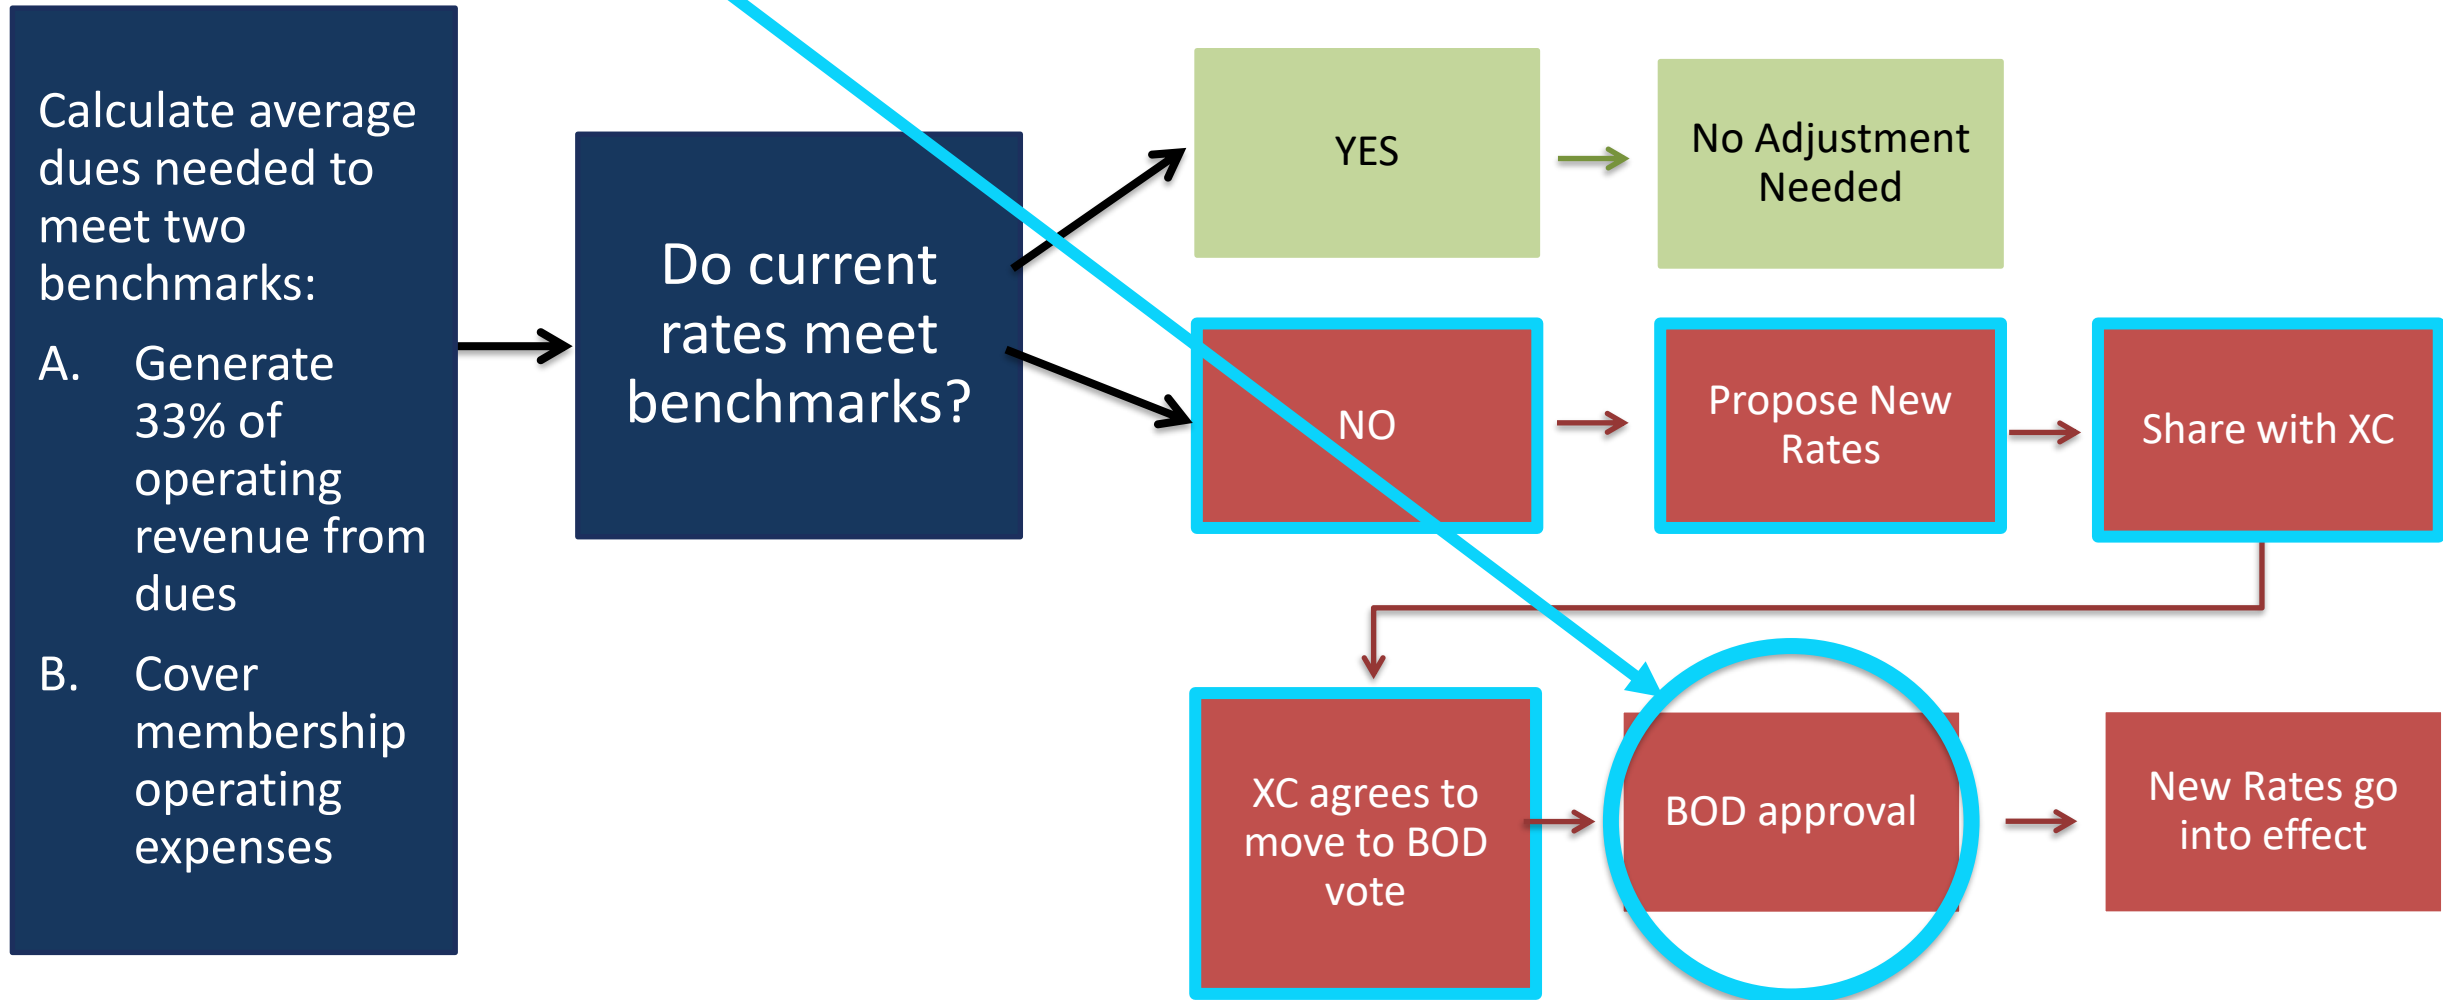 Calculate average
dues needed to
meet two
benchmarks:
A. Generate
33% of
operating
revenue from
dues
B. Cover
membership
operating
expenses
Do current
rates meet
benchmarks?
YES
No Adjustment
Needed
NO
Propose New
Rates
Share with XC
XC agrees to
move to BOD
vote
BOD approval
New Rates go
into effect